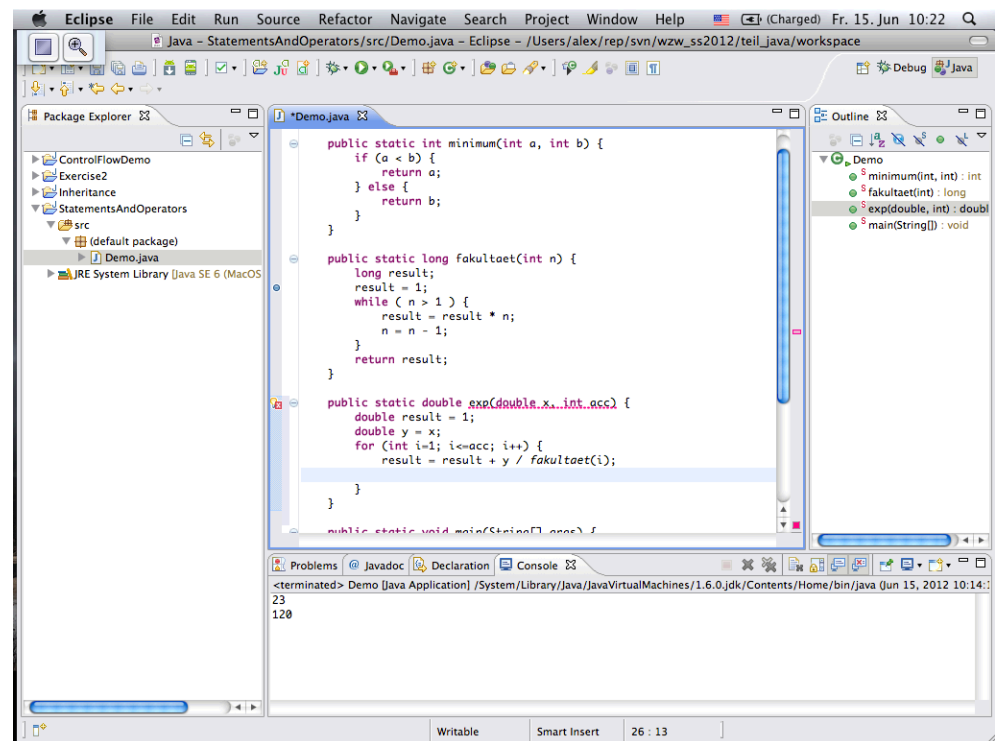 Eclipse File Edit Run Source Refactor Navigate Search Project Window Help (Charged) Fr. 15. Jun 10:22
Java – StatementsAndOperators/src/Demo.java – Eclipse – /Users/alex/rep/svn/wzw_ss2012/teil_java/workspace
Debug Java
Package Explorer
ControlFlowDemo
Exercise2
Inheritance
StatementsAndOperators
src
(default package)
Demo.java
JRE System Library [Java SE 6 (MacOS
*Demo.java
public static int minimum(int a, int b) {
if (a < b) {
return a;
} else {
return b;
}
}
public static long fakultaet(int n) {
long result;
result = 1;
while ( n > 1 ) {
result = result * n;
n = n - 1;
}
return result;
}
public static double exp(double x, int acc) {
double result = 1;
double y = x;
for (int i=1; i<=acc; i++) {
result = result + y / fakultaet(i);
}
}
public static void main(String[] args) {
Outline
Demo
minimum(int, int) : int
fakultaet(int) : long
exp(double, int) : doubl
main(String[]) : void
Problems @ Javadoc Declaration Console
<terminated> Demo [Java Application] /System/Library/Java/JavaVirtualMachines/1.6.0.jdk/Contents/Home/bin/java (Jun 15, 2012 10:14:
23
120
Writable Smart Insert 26 : 13